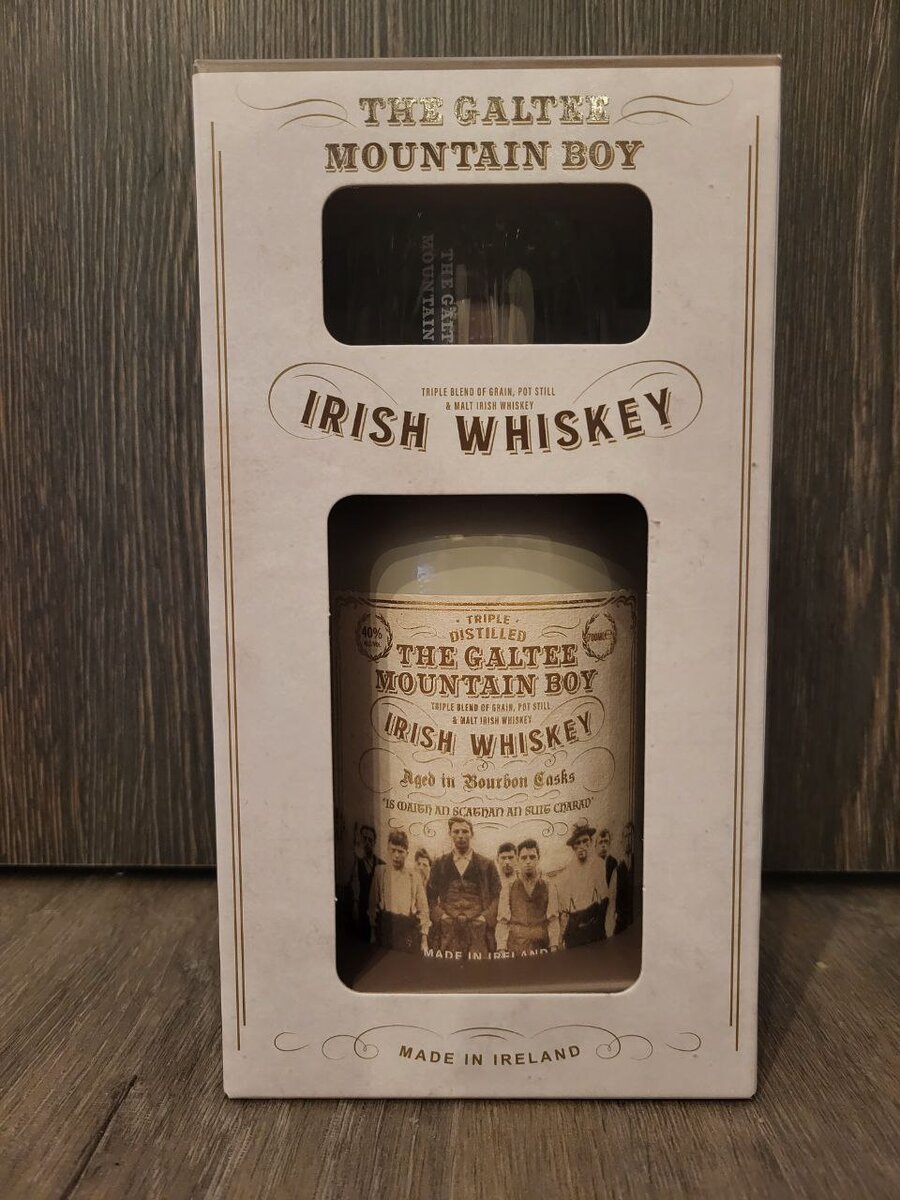 THE GALTEE
MOUNTAIN BOY
THE GALT
MOUNTAIN
TRIPLE BLEND OF GRAIN, POT STILL
& MALT IRISH WHISKEY
IRISH WHISKEY
· TRIPLE ·
DISTILLED
40%
700ML
THE GALTEE
MOUNTAIN BOY
TRIPLE BLEND OF GRAIN, POT STILL
& MALT IRISH WHISKEY
IRISH WHISKEY
Aged in Bourbon Casks
'IS MAITH AN SCATHAN AN SUIL CHARAD'
MADE IN IRELAND
MADE IN IRELAND